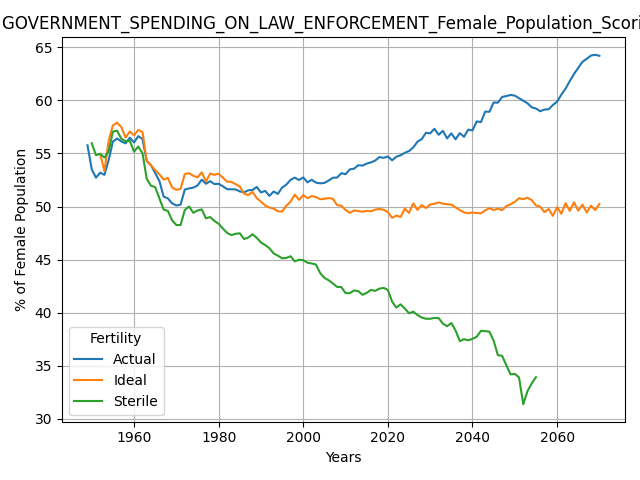 GOVERNMENT_SPENDING_ON_LAW_ENFORCEMENT_Female_Population_Scori
65
60
55
50
45
40
35
30
% of Female Population
Fertility
Actual
Ideal
Sterile
1960 1980 2000 2020 2040 2060
Years